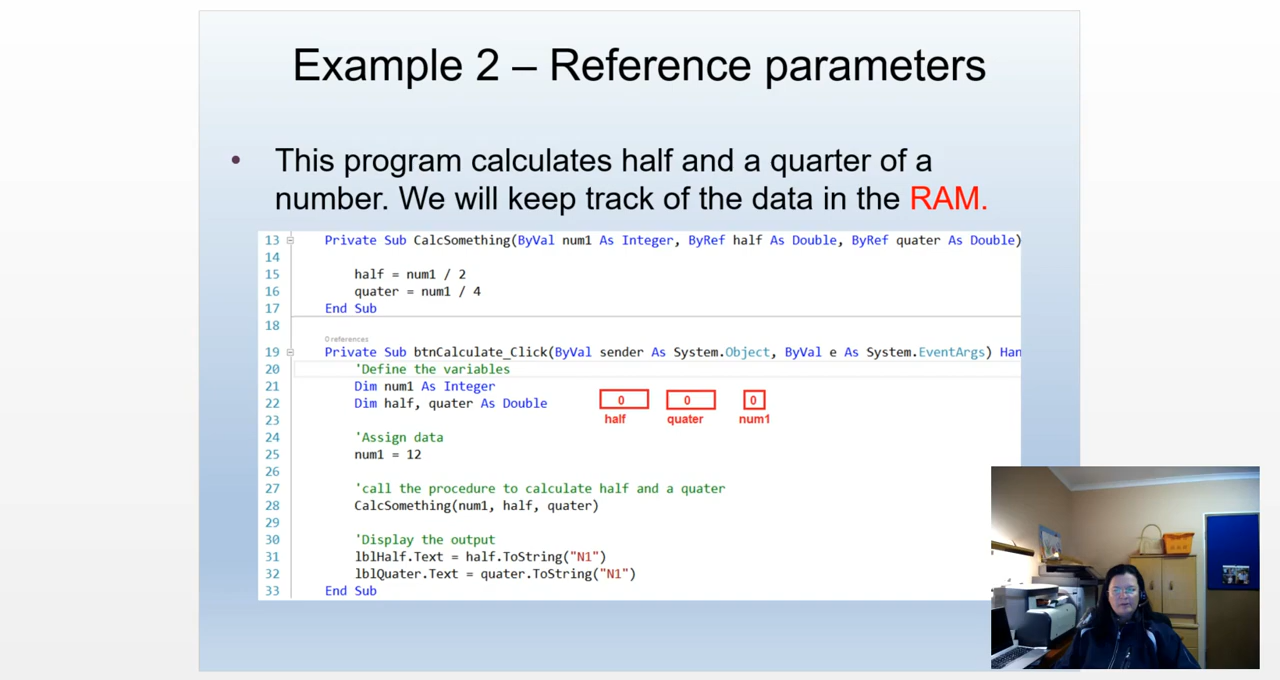 Example 2 – Reference parameters
• This program calculates half and a quarter of a
number. We will keep track of the data in the RAM.
13 Private Sub CalcSomething(ByVal num1 As Integer, ByRef half As Double, ByRef quater As Double)
14
15 half = num1 / 2
16 quater = num1 / 4
17 End Sub
18
0 references
19 Private Sub btnCalculate_Click(ByVal sender As System.Object, ByVal e As System.EventArgs) Han
20 'Define the variables
21 Dim num1 As Integer
22 Dim half, quater As Double
0 0 0
half quater num1
23
24 'Assign data
25 num1 = 12
26
27 'call the procedure to calculate half and a quater
28 CalcSomething(num1, half, quater)
29
30 'Display the output
31 lblHalf.Text = half.ToString("N1")
32 lblQuater.Text = quater.ToString("N1")
33 End Sub